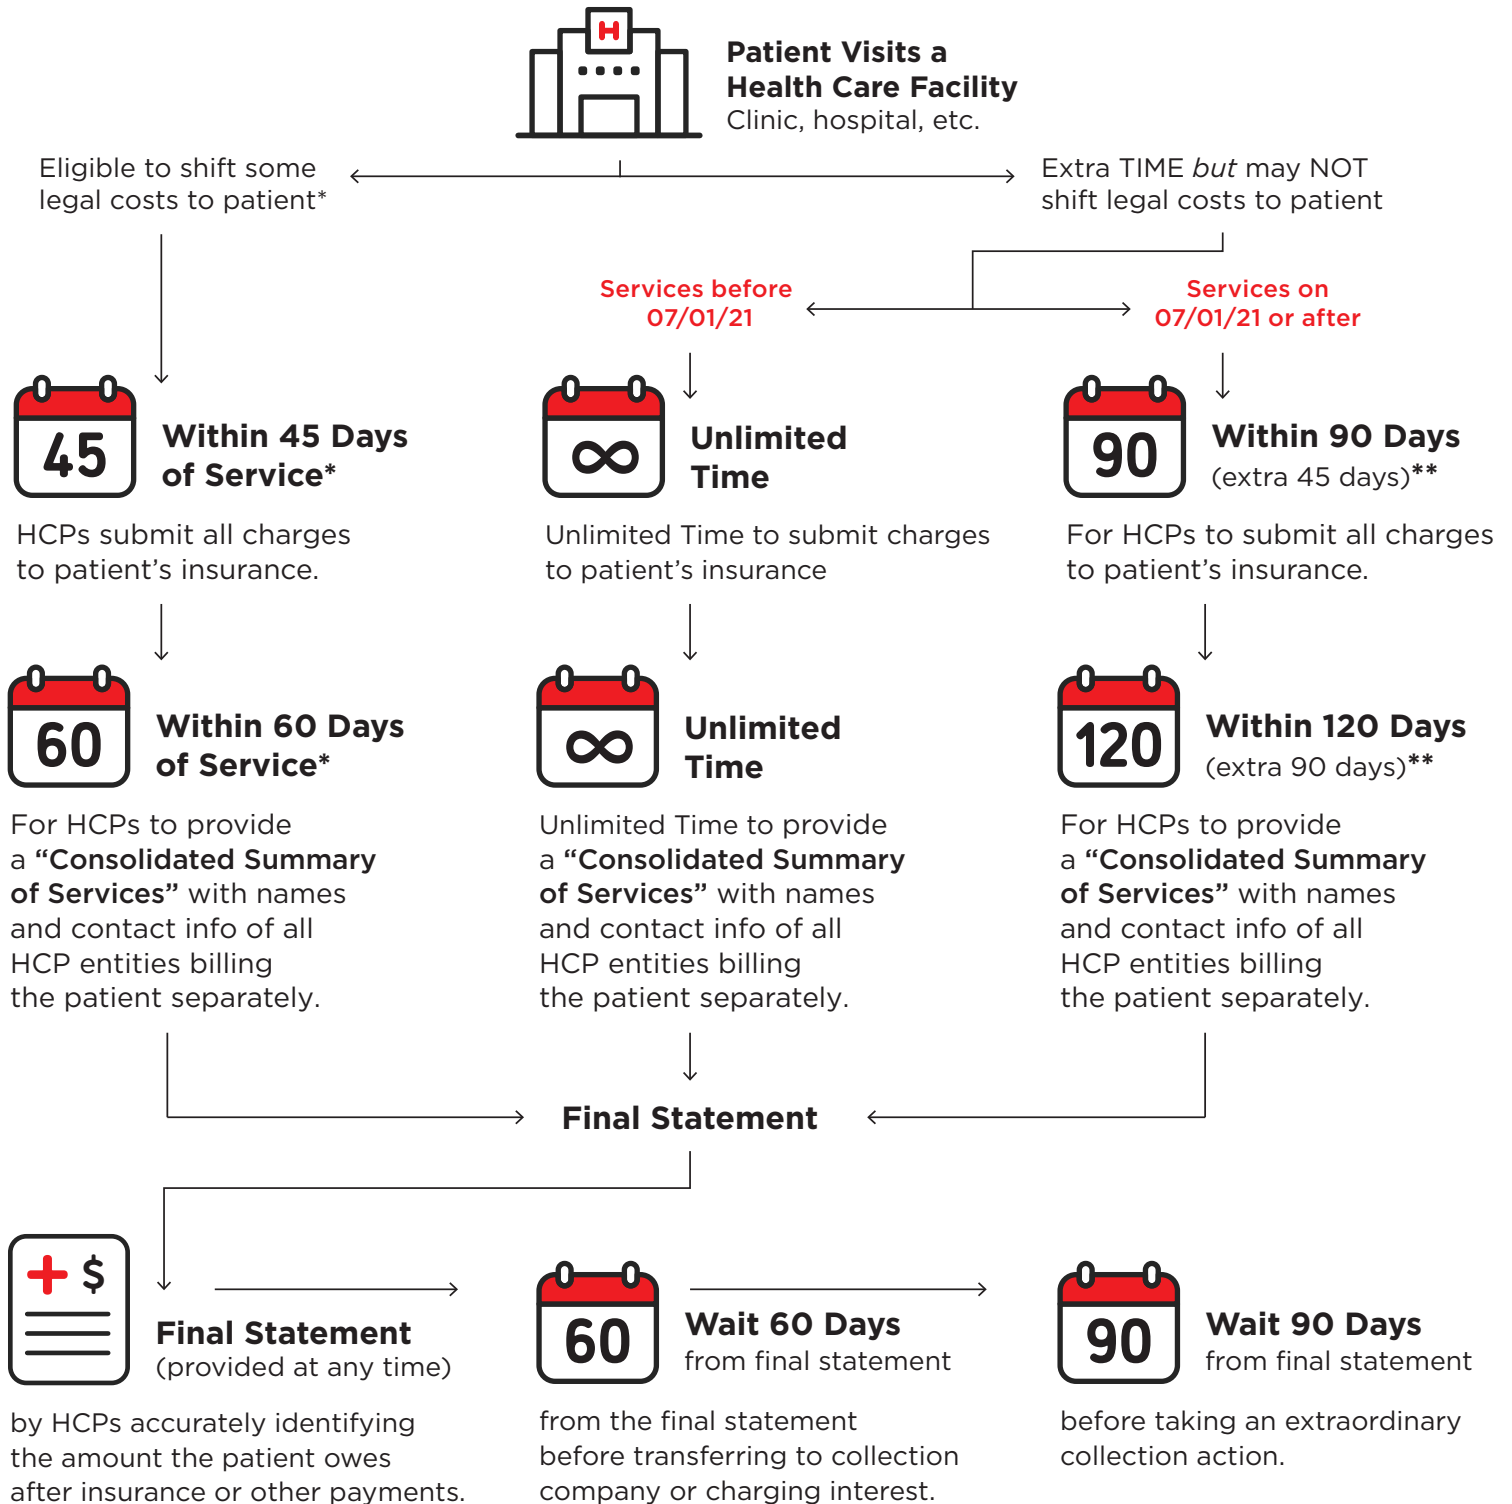 H
Patient Visits a
Health Care Facility
Clinic, hospital, etc.
Eligible to shift some
legal costs to patient*
Extra TIME but may NOT
shift legal costs to patient
Services before
07/01/21
Services on
07/01/21 or after
45
Within 45 Days
of Service*
HCPs submit all charges
to patient’s insurance.
∞
Unlimited
Time
Unlimited Time to submit charges
to patient’s insurance
90
Within 90 Days
(extra 45 days)**
For HCPs to submit all charges
to patient’s insurance.
60
Within 60 Days
of Service*
For HCPs to provide
a “Consolidated Summary
of Services” with names
and contact info of all
HCP entities billing
the patient separately.
∞
Unlimited
Time
Unlimited Time to provide
a “Consolidated Summary
of Services” with names
and contact info of all
HCP entities billing
the patient separately.
120
Within 120 Days
(extra 90 days)**
For HCPs to provide
a “Consolidated Summary
of Services” with names
and contact info of all
HCP entities billing
the patient separately.
Final Statement
+ $
Final Statement
(provided at any time)
by HCPs accurately identifying
the amount the patient owes
after insurance or other payments.
60
Wait 60 Days
from final statement
from the final statement
before transferring to collection
company or charging interest.
90
Wait 90 Days
from final statement
before taking an extraordinary
collection action.